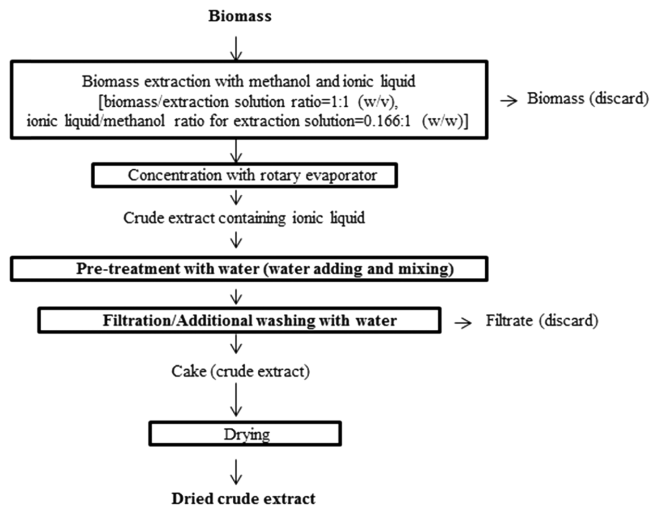 Biomass
Biomass extraction with methanol and ionic liquid
[biomass/extraction solution ratio=1:1 (w/v),
ionic liquid/methanol ratio for extraction solution=0.166:1 (w/w)]
Biomass (discard)
Concentration with rotary evaporator
Crude extract containing ionic liquid
Pre-treatment with water (water adding and mixing)
Filtration/Additional washing with water
Filtrate (discard)
Cake (crude extract)
Drying
Dried crude extract